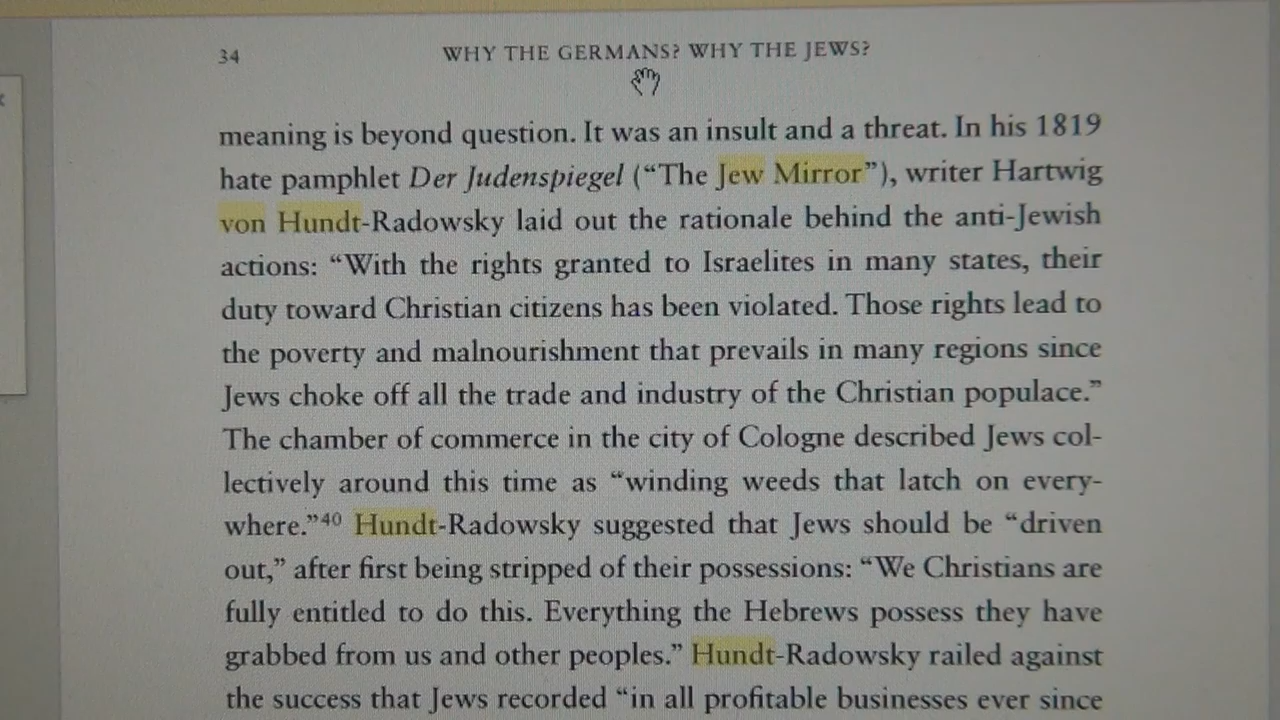 34 WHY THE GERMANS? WHY THE JEWS?
meaning is beyond question. It was an insult and a threat. In his 1819
hate pamphlet Der Judenspiegel (“The Jew Mirror”), writer Hartwig
von Hundt-Radowsky laid out the rationale behind the anti-Jewish
actions: “With the rights granted to Israelites in many states, their
duty toward Christian citizens has been violated. Those rights lead to
the poverty and malnourishment that prevails in many regions since
Jews choke off all the trade and industry of the Christian populace.”
The chamber of commerce in the city of Cologne described Jews col-
lectively around this time as “winding weeds that latch on every-
where.”40 Hundt-Radowsky suggested that Jews should be “driven
out,” after first being stripped of their possessions: “We Christians are
fully entitled to do this. Everything the Hebrews possess they have
grabbed from us and other peoples.” Hundt-Radowsky railed against
the success that Jews recorded “in all profitable businesses ever since